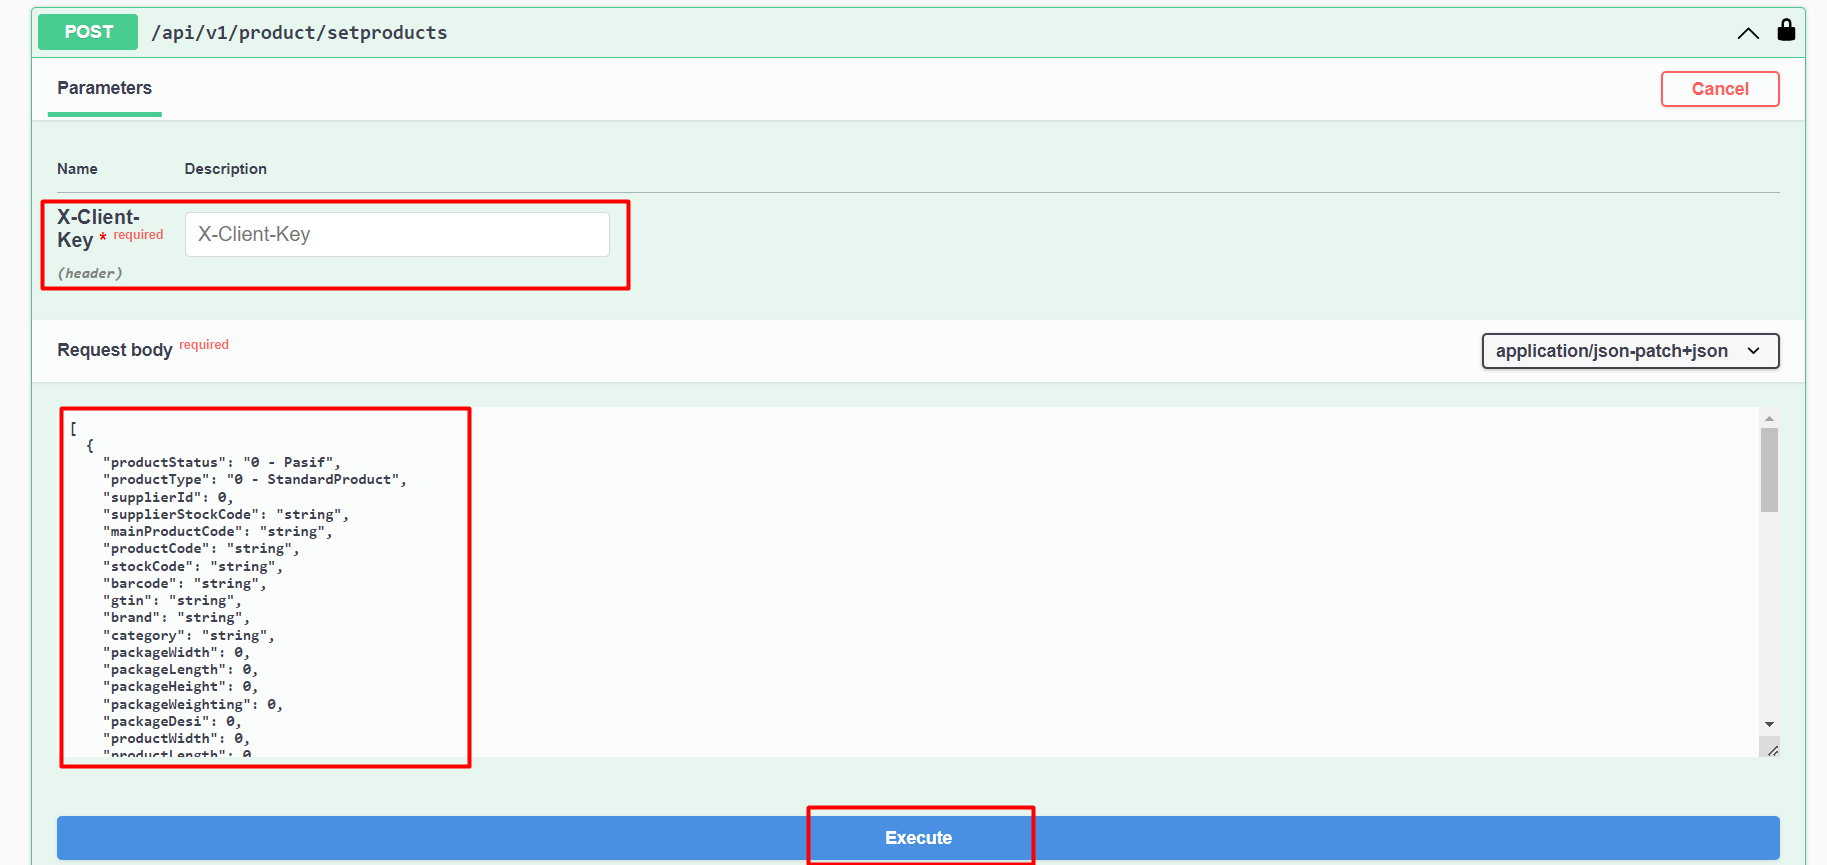 POST /api/v1/product/setproducts
Parameters
Cancel
Name Description
X-Client-
Key * required
X-Client-Key
(header)
Request body required
application/json-patch+json
[
{
"productStatus": "0 - Pasif",
"productType": "0 - StandardProduct",
"supplierId": 0,
"supplierStockCode": "string",
"mainProductCode": "string",
"productCode": "string",
"stockCode": "string",
"barcode": "string",
"gtin": "string",
"brand": "string",
"category": "string",
"packageWidth": 0,
"packageLength": 0,
"packageHeight": 0,
"packageWeighting": 0,
"packageDesi": 0,
"productWidth": 0,
"productLength": 0
Execute